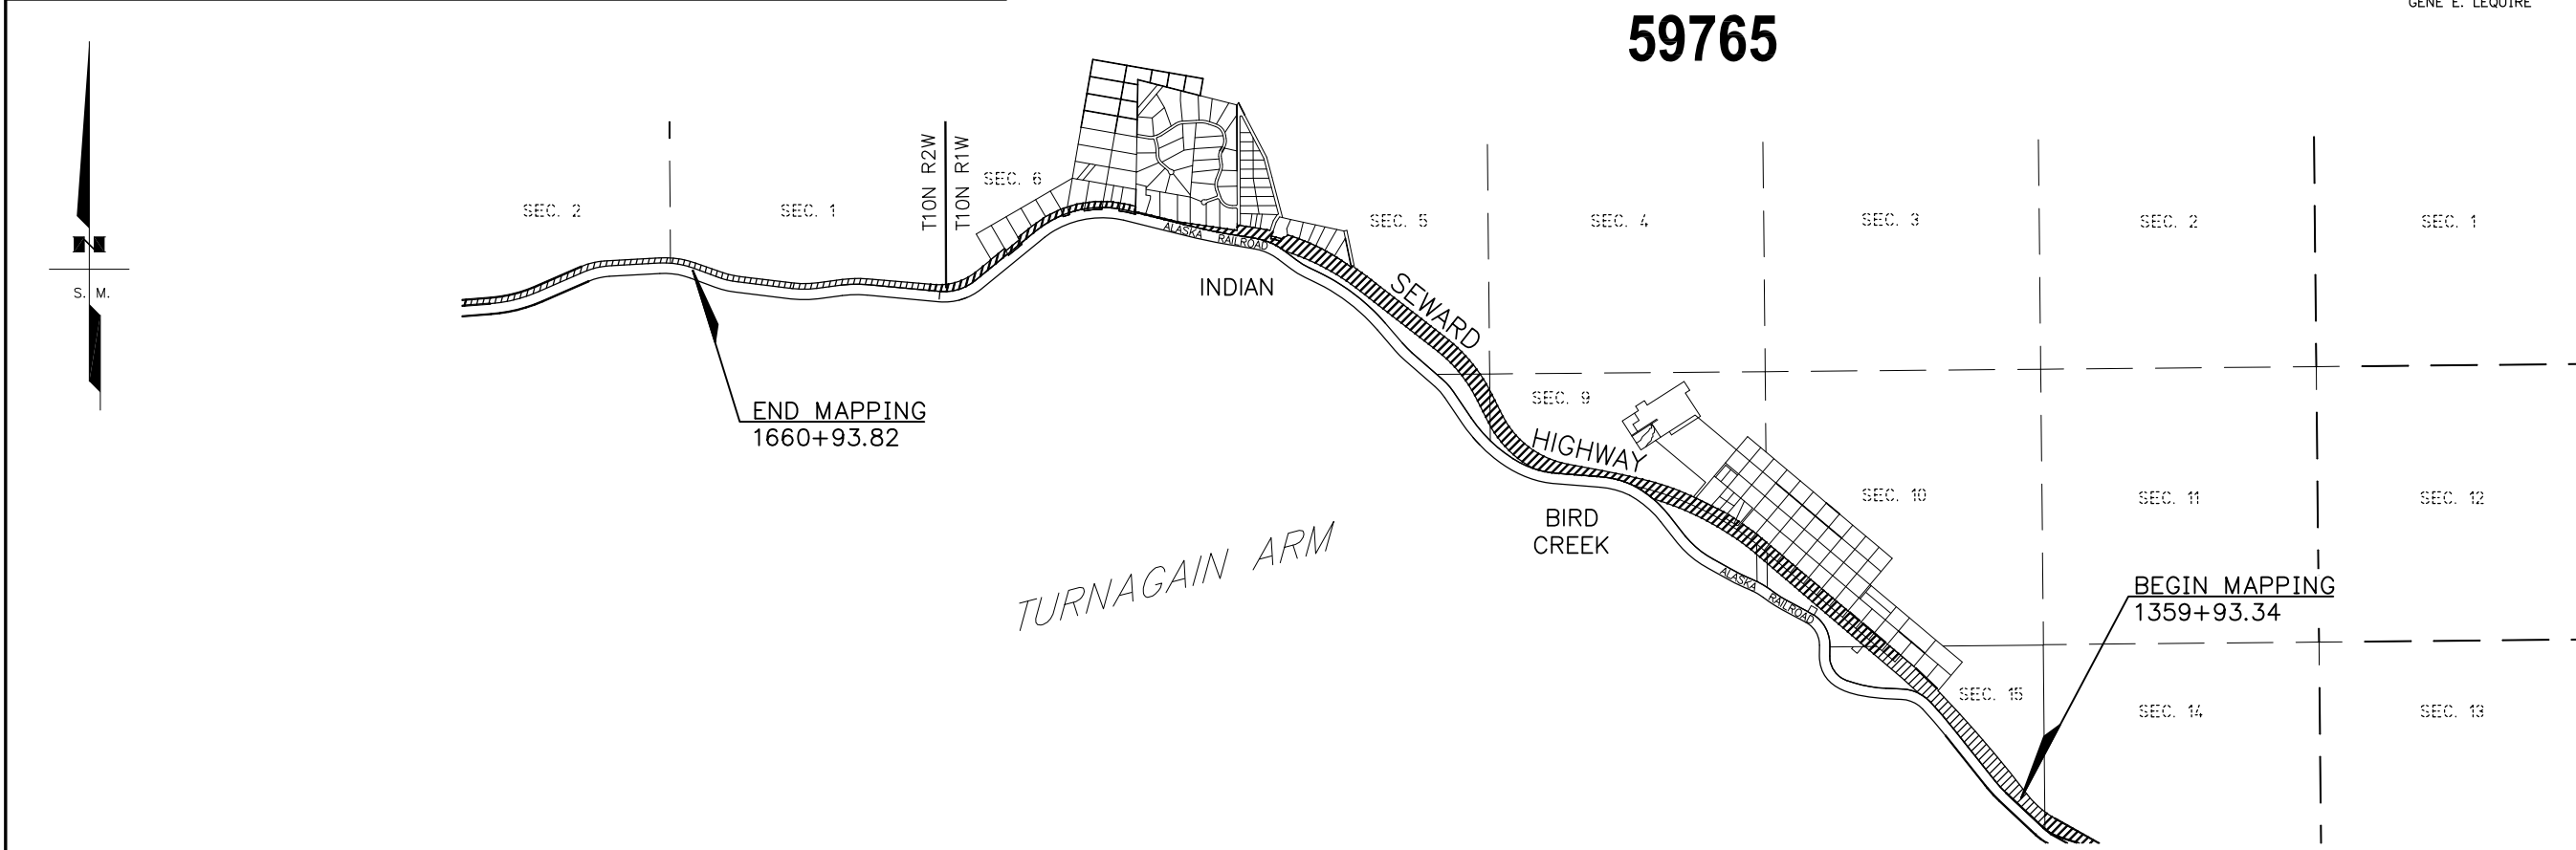 GENE E. LEQUIRE
59765
N
S. M.
SEC. 2
SEC. 1
T10N R2W
T10N R1W
SEC. 6
SEC. 5
SEC. 4
SEC. 3
SEC. 2
SEC. 1
ALASKA RAILROAD
INDIAN
SEWARD
HIGHWAY
END MAPPING
1660+93.82
SEC. 9
SEC. 10
SEC. 11
SEC. 12
BIRD
CREEK
TURNAGAIN ARM
ALASKA RAILROAD
BEGIN MAPPING
1359+93.34
SEC. 15
SEC. 14
SEC. 13